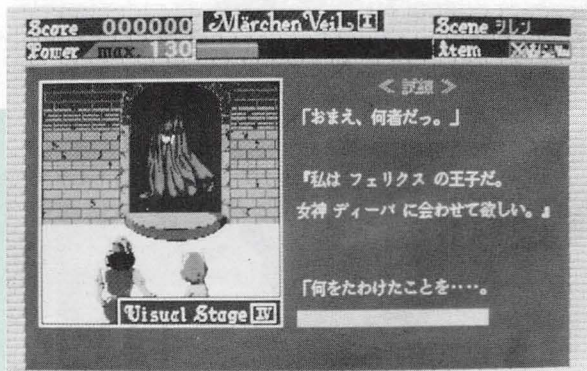 Score 000000
Märchen Veil I
Scene シレン
Power max. 130
Item
< 試練 >
「おまえ、何者だっ。」
『私は フェリクス の王子だ。
女神 ディーバ に会わせて欲しい。』
「何をたわけたことを‥‥。
Visual Stage IV